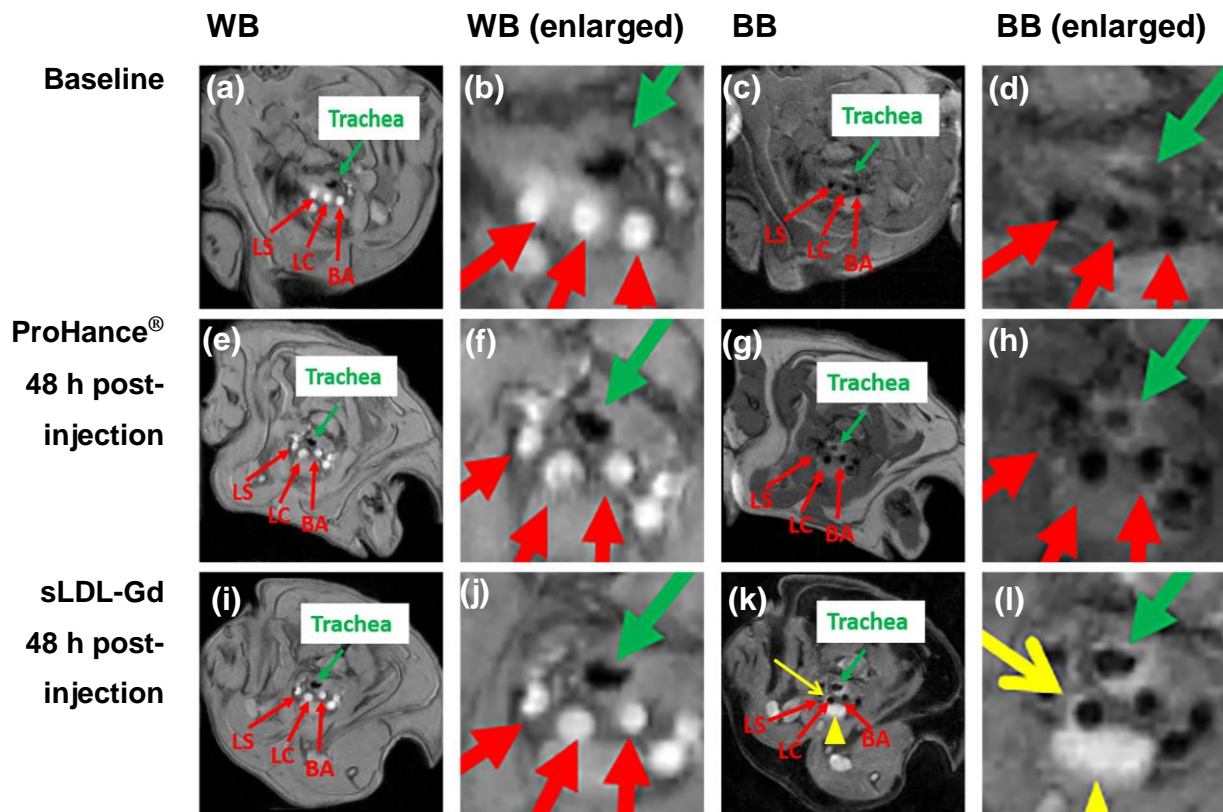 WB WB (enlarged) BB BB (enlarged)
Baseline
(a) (b) (c) (d)
Trachea Trachea
LS LC BA LS LC BA
ProHance®
48 h post-
injection
(e) (f) (g) (h)
Trachea Trachea
LS LC BA LS LC BA
sLDL-Gd
48 h post-
injection
(i) (j) (k) (l)
Trachea Trachea
LS LC BA LS LC BA